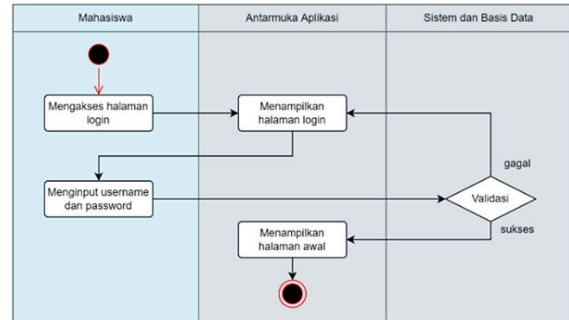 Mahasiswa
Antarmuka Aplikasi
Sistem dan Basis Data
Mengakses halaman
login
Menampilkan
halaman login
gagal
Menginput username
dan password
Validasi
sukses
Menampilkan
halaman awal